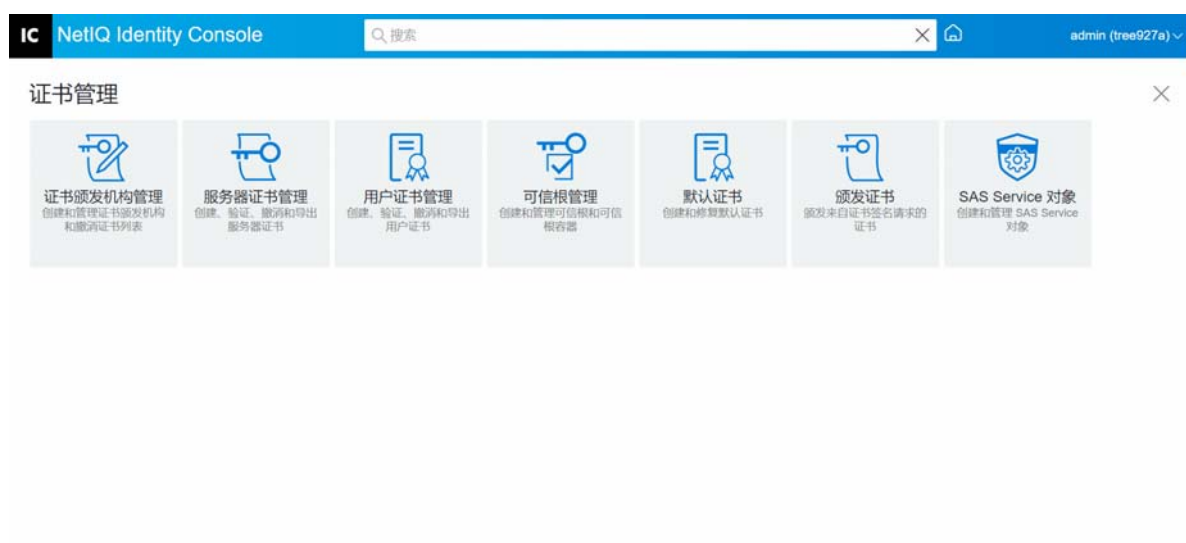 IC NetIQ Identity Console 搜索 admin (tree927a)
证书管理
证书颁发机构管理
创建和管理证书颁发机构
和撤消证书列表
服务器证书管理
创建、验证、撤消和导出
服务器证书
用户证书管理
创建、验证、撤消和导出
用户证书
可信根管理
创建和管理可信根和可信
根容器
默认证书
创建和修复默认证书
颁发证书
颁发来自证书签名请求的
证书
SAS Service 对象
创建和管理 SAS Service
对象